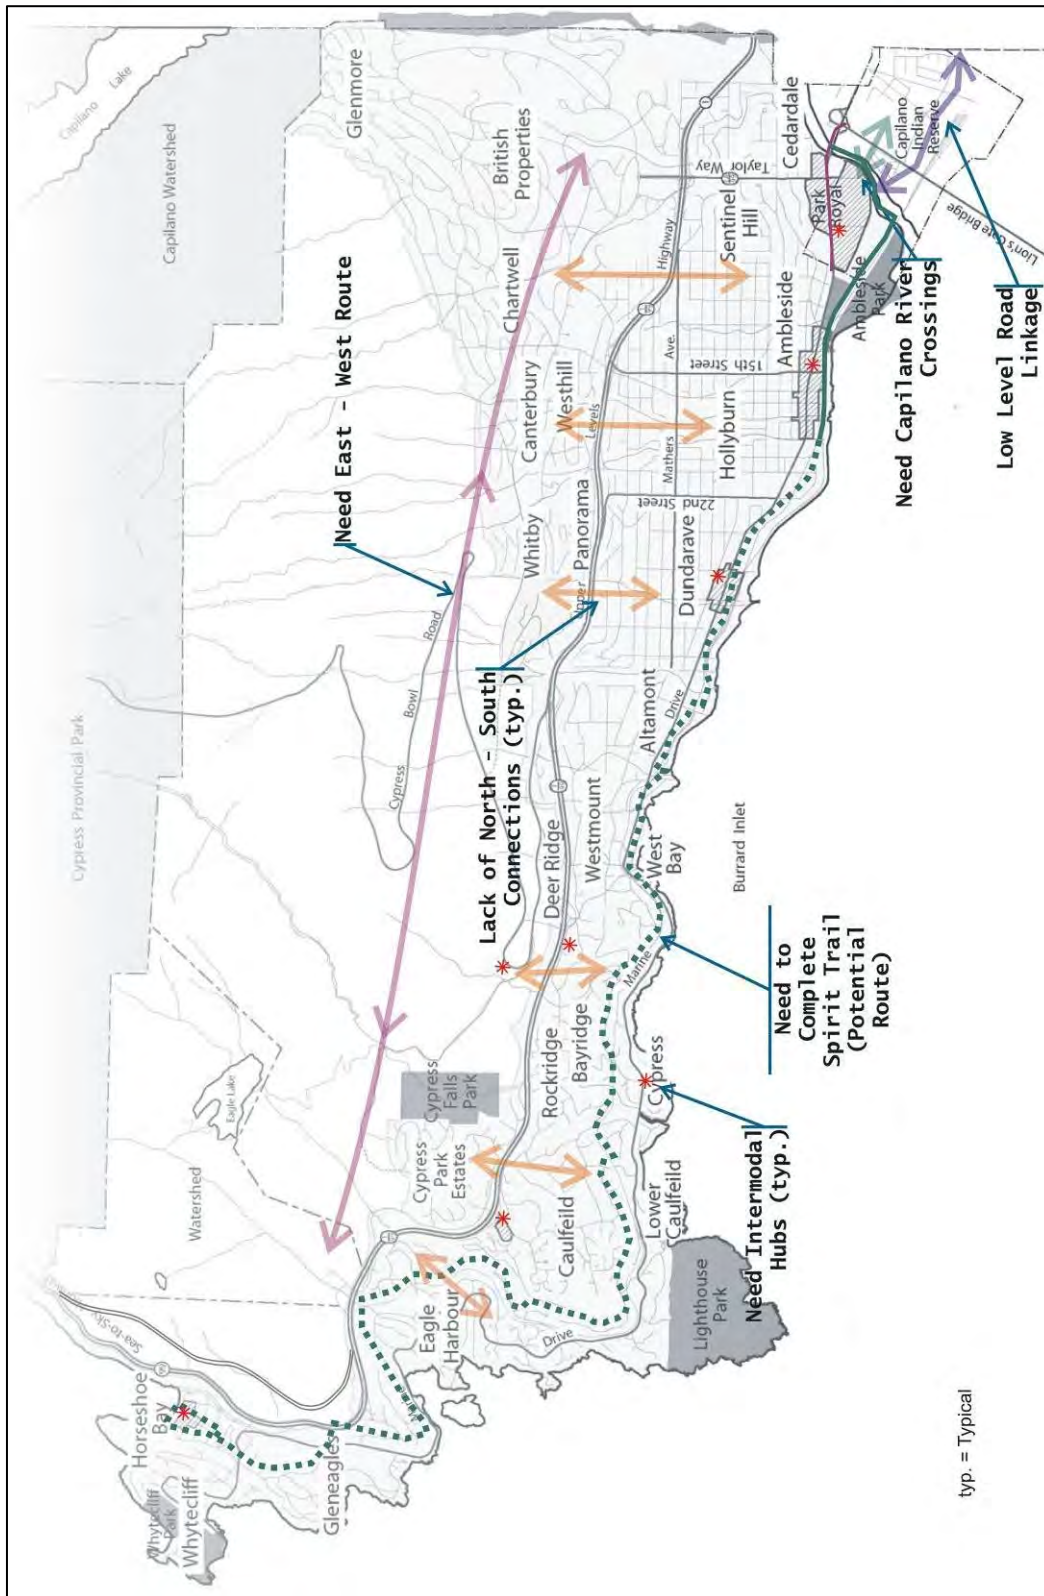 Capilano
Lake
Capilano Watershed
Glenmore
Cypress Provincial Park
British
Properties
Chartwell
Need East - West Route
Canterbury
Westhill
Whitby
Panorama
Cypress
Bowl
Road
Upper
Levels
Highway
1
Taylor Way
Cedardale
Park
Royal
Capilano
Indian
Reserve
Lion's Gate Bridge
Sentinel
Hill
Ambleside
Ambleside
Park
15th Street
Mathers
Ave.
Hollyburn
22nd Street
Dundarave
Need Capilano River
Crossings
Low Level Road
Linkage
Lack of North - South
Connections (typ.)
Altamont
Drive
Deer Ridge
Westmount
West
Bay
Burrard Inlet
Marine
Need to
Complete
Spirit Trail
(Potential
Route)
Rockridge
Bayridge
Cypress
Falls
Park
Cypress
Park
Estates
Cypress
Need Intermodal
Hubs (typ.)
Caulfeild
Lower
Caulfeild
Lighthouse
Park
Drive
Eagle
Harbour
Eagle Lake
Watershed
Sea-to-Sky
99
Horseshoe
Bay
Gleneagles
Whytecliff
Park
Whytecliff
typ. = Typical